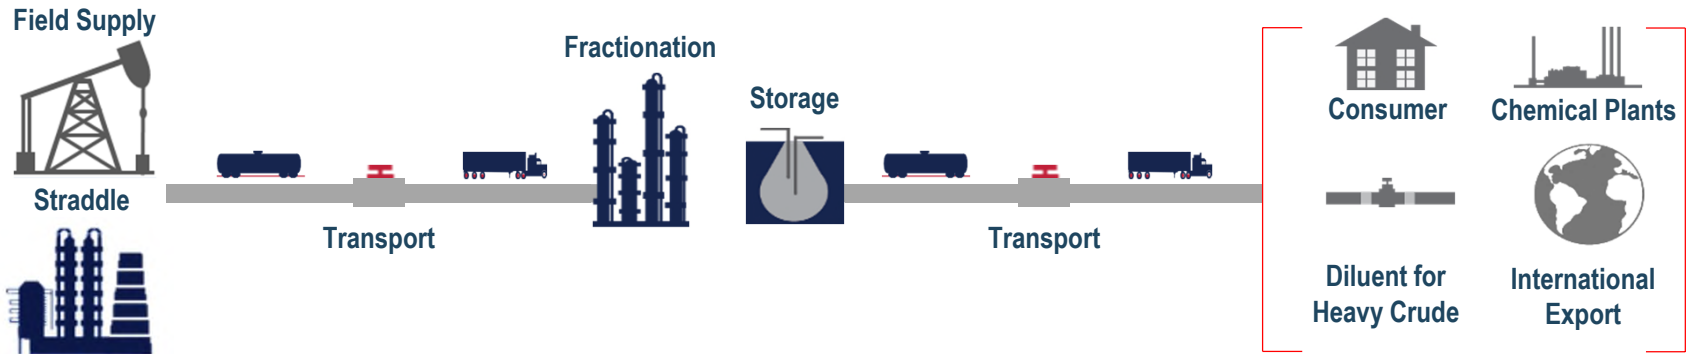 Field Supply
Straddle
Transport
Fractionation
Storage
Transport
Consumer
Chemical Plants
Diluent for
Heavy Crude
International
Export